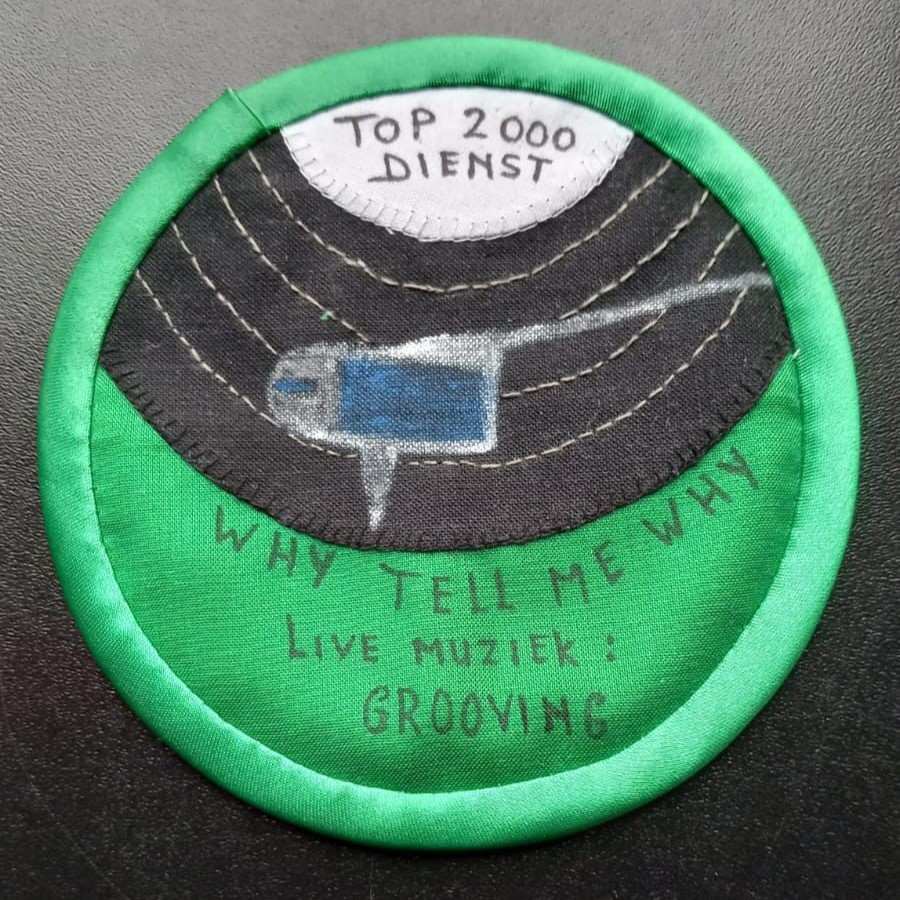 TOP 2000
DIENST
WHY TELL ME WHY
LIVE MUZIEK:
GROOVING